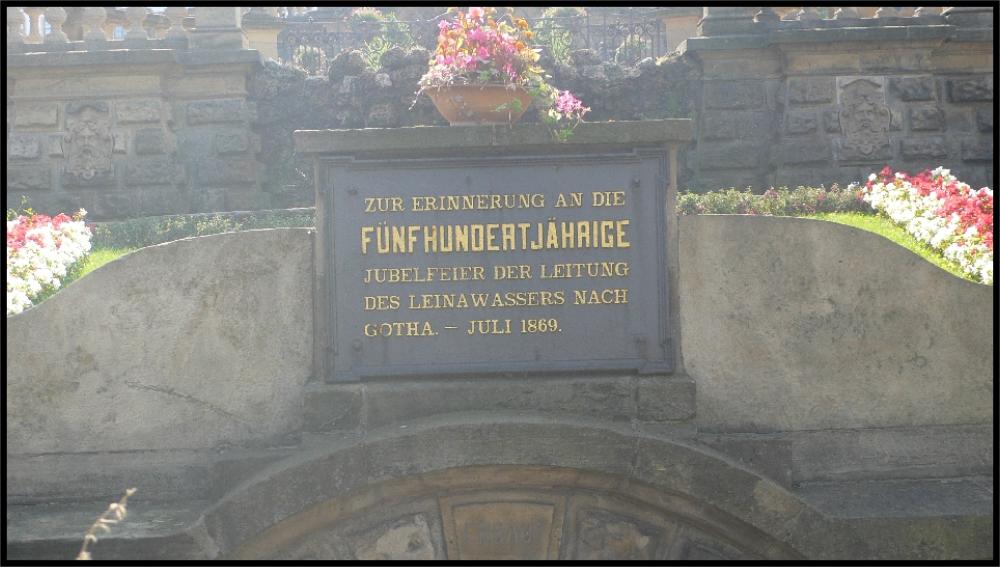 ZUR ERINNERUNG AN DIE
FÜNFHUNDERTJÄHRIGE
JUBELFEIER DER LEITUNG
DES LEINAWASSERS NACH
GOTHA. — JULI 1869.